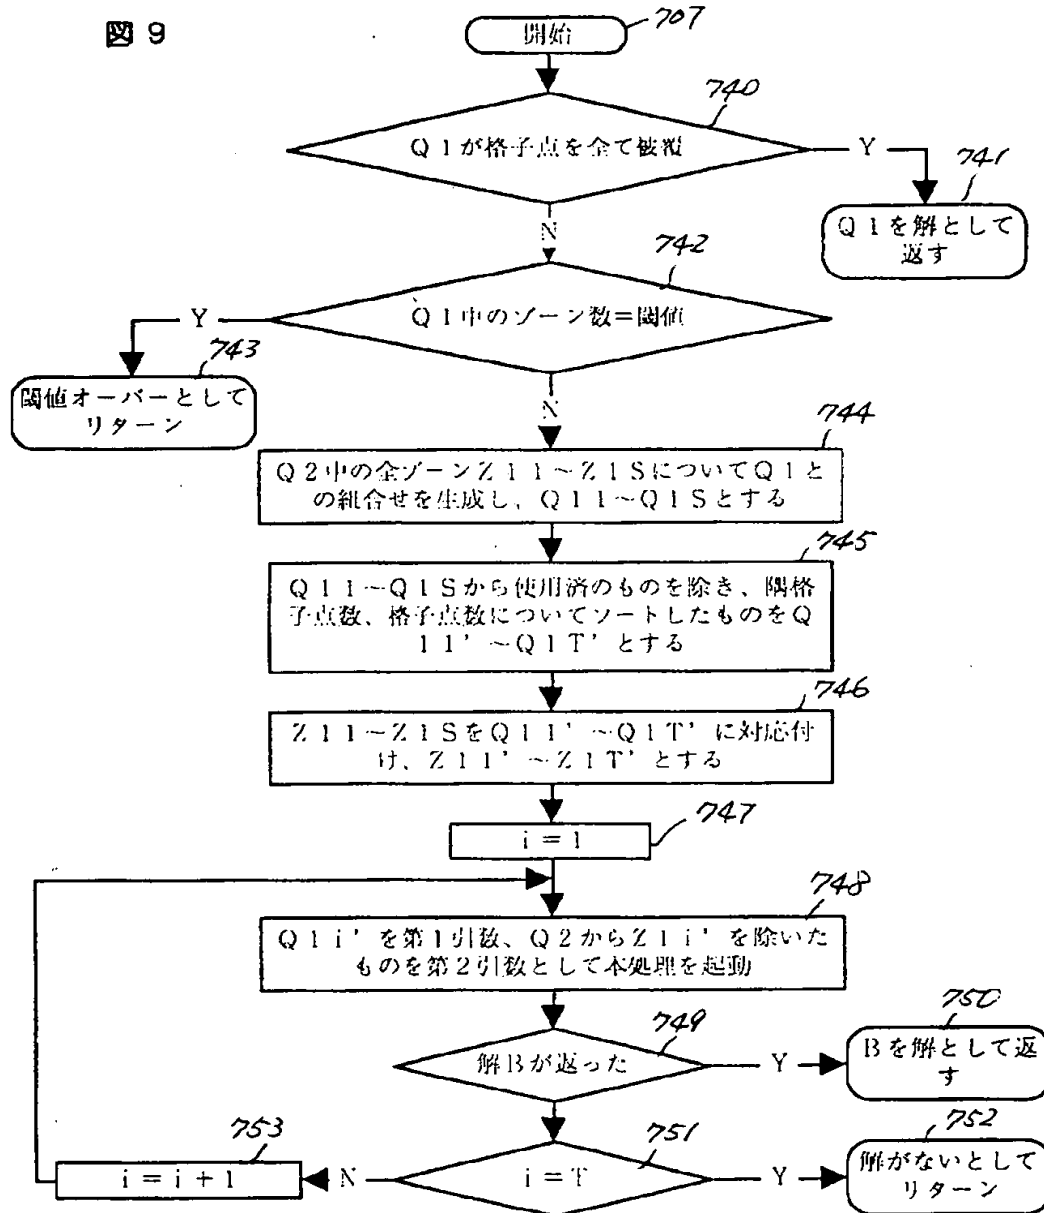 図9
707
開始
740
Q1が格子点を全て被覆
Y
741
Q1を解として
返す
N
742
Q1中のゾーン数=閾値
Y
743
閾値オーバーとして
リターン
N
744
Q2中の全ゾーンZ11~Z1SについてQ1と
の組合せを生成し、Q11~Q1Sとする
745
Q11~Q1Sから使用済のものを除き、隅格
子点数、格子点数についてソートしたものをQ
11'~Q1T'とする
746
Z11~Z1SをQ11'~Q1T'に対応付
け、Z11'~Z1T'とする
747
i=1
748
Q1i'を第1引数、Q2からZ1i'を除いた
ものを第2引数として本処理を起動
749
解Bが返った
Y
750
Bを解として返
す
751
i=T
Y
752
解がないとして
リターン
N
753
i=i+1